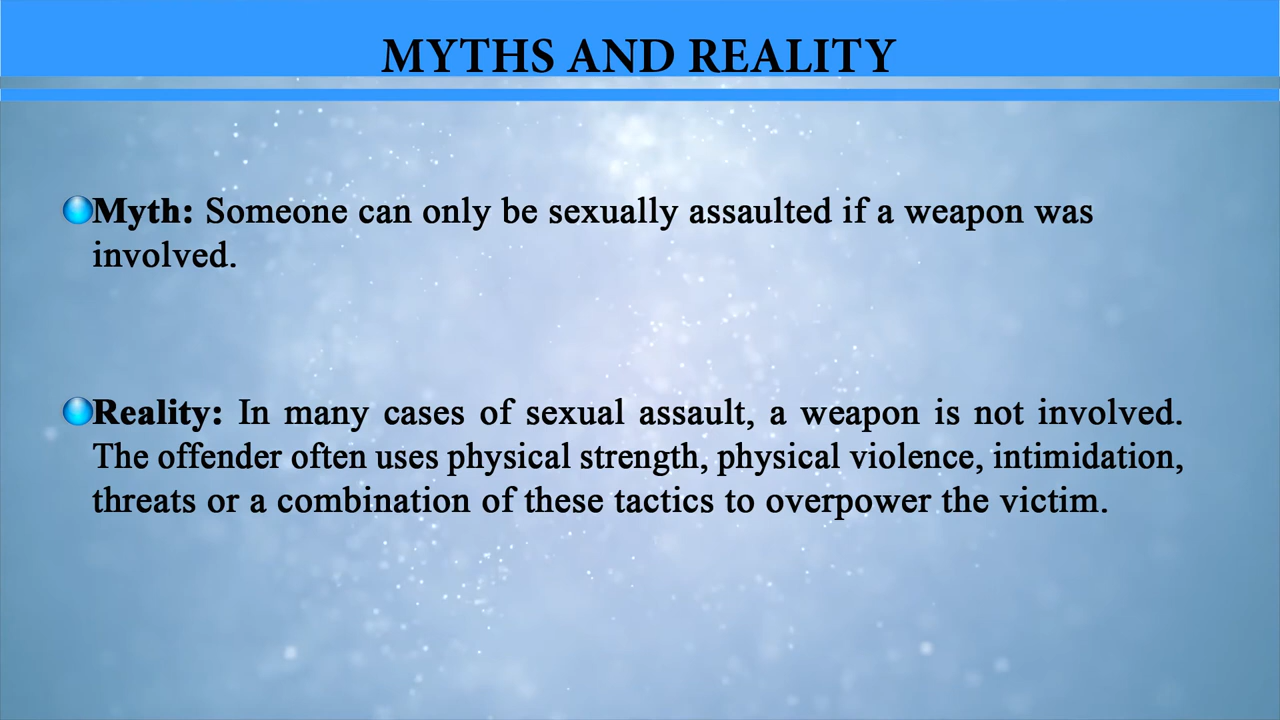 MYTHS AND REALITY
Myth: Someone can only be sexually assaulted if a weapon was
involved.
Reality: In many cases of sexual assault, a weapon is not involved.
The offender often uses physical strength, physical violence, intimidation,
threats or a combination of these tactics to overpower the victim.